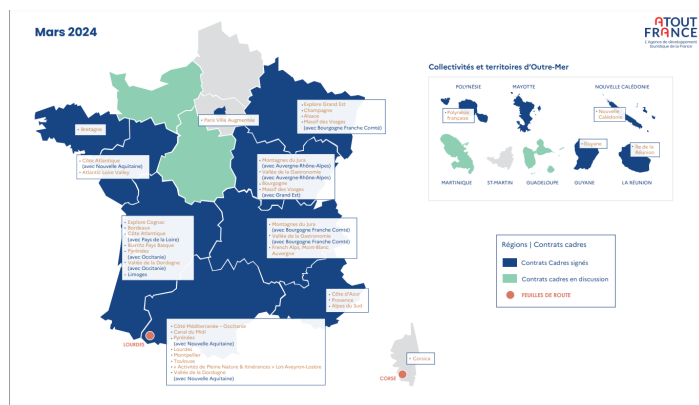 Mars 2024
ATOUT
FRANCE
L'Agence de développement
touristique de la France
Collectivités et territoires d'Outre-Mer
POLYNÉSIE
MAYOTTE
NOUVELLE CALÉDONIE
• Polynésie
Francaise
• Nouvelle
Calédonie
• Guyane
• Île de la
Réunion
MARTINIQUE
ST-MARTIN
GUADELOUPE
GUYANE
LA RÉUNION
• Explore Grand Est
• Champagne
• Alsace
• Massif des Vosges
(avec Bourgogne Franche Comté)
• Paris Ville Augmentée
• Bretagne
• Côte Atlantique
(avec Nouvelle Aquitaine)
• Atlantic Loire Valley
• Montagnes du Jura
(avec Auvergne-Rhône-Alpes)
• Vallée de la Gastronomie
(avec Auvergne-Rhône-Alpes)
• Bourgogne
• Massif des Vosges
(avec Grand Est)
• Explore Cognac
• Bordeaux
• Côte Atlantique
(avec Pays de la Loire)
• Biarritz Pays Basque
• Pyrénées
(avec Occitanie)
• Vallée de la Dordogne
(avec Occitanie)
• Limoges
• Montagnes du Jura
(avec Bourgogne Franche Comté)
• Vallée de la Gastronomie
(avec Bourgogne Franche Comté)
• French Alps, Mont-Blanc
Auvergne
• Côte d'Azur
• Provence
• Alpes du Sud
• Côté Méditerranée - Occitanie
• Canal du Midi
• Pyrénées
(avec Nouvelle Aquitaine)
• Lourdes
• Montpellier
• Toulouse
• « Activités de Pleine Nature & Itinérances » Lot-Aveyron-Lozère
• Vallée de la Dordogne
(avec Nouvelle Aquitaine)
LOURDES
• Corsica
CORSE
Régions | Contrats cadres
Contrats Cadres signés
Contrats cadres en discussion
FEUILLES DE ROUTE